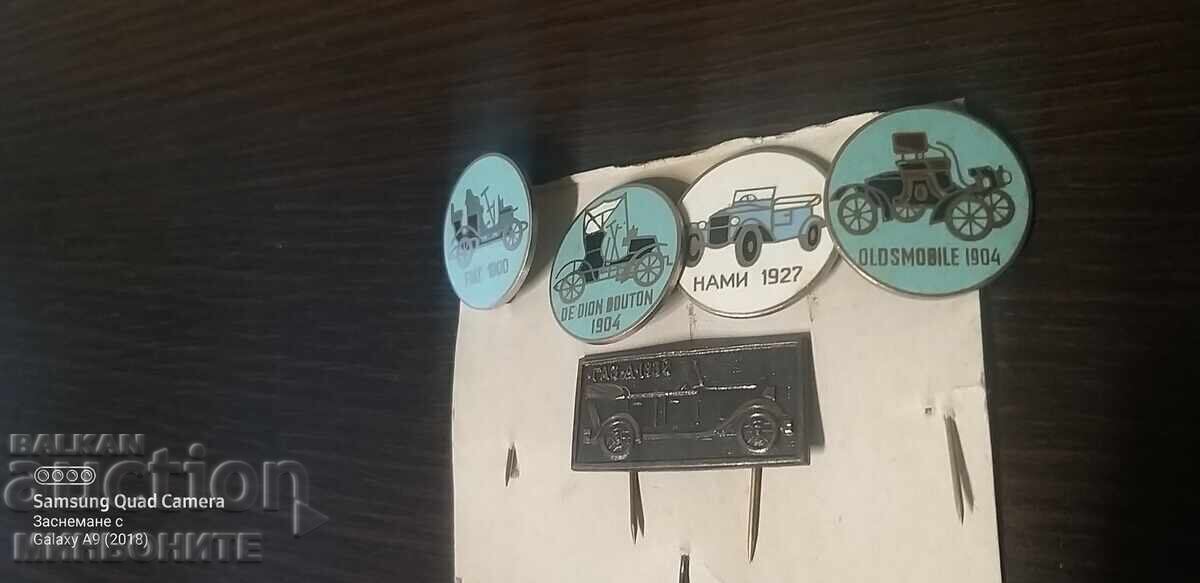 FIAT 1900
DE DION BOUTON
1904
НАМИ 1927
OLDSMOBILE 1904
BALKAN
auction
Samsung Quad Camera
Заснемане с
Galaxy A9 (2018)
МИНЗОНИТЕ